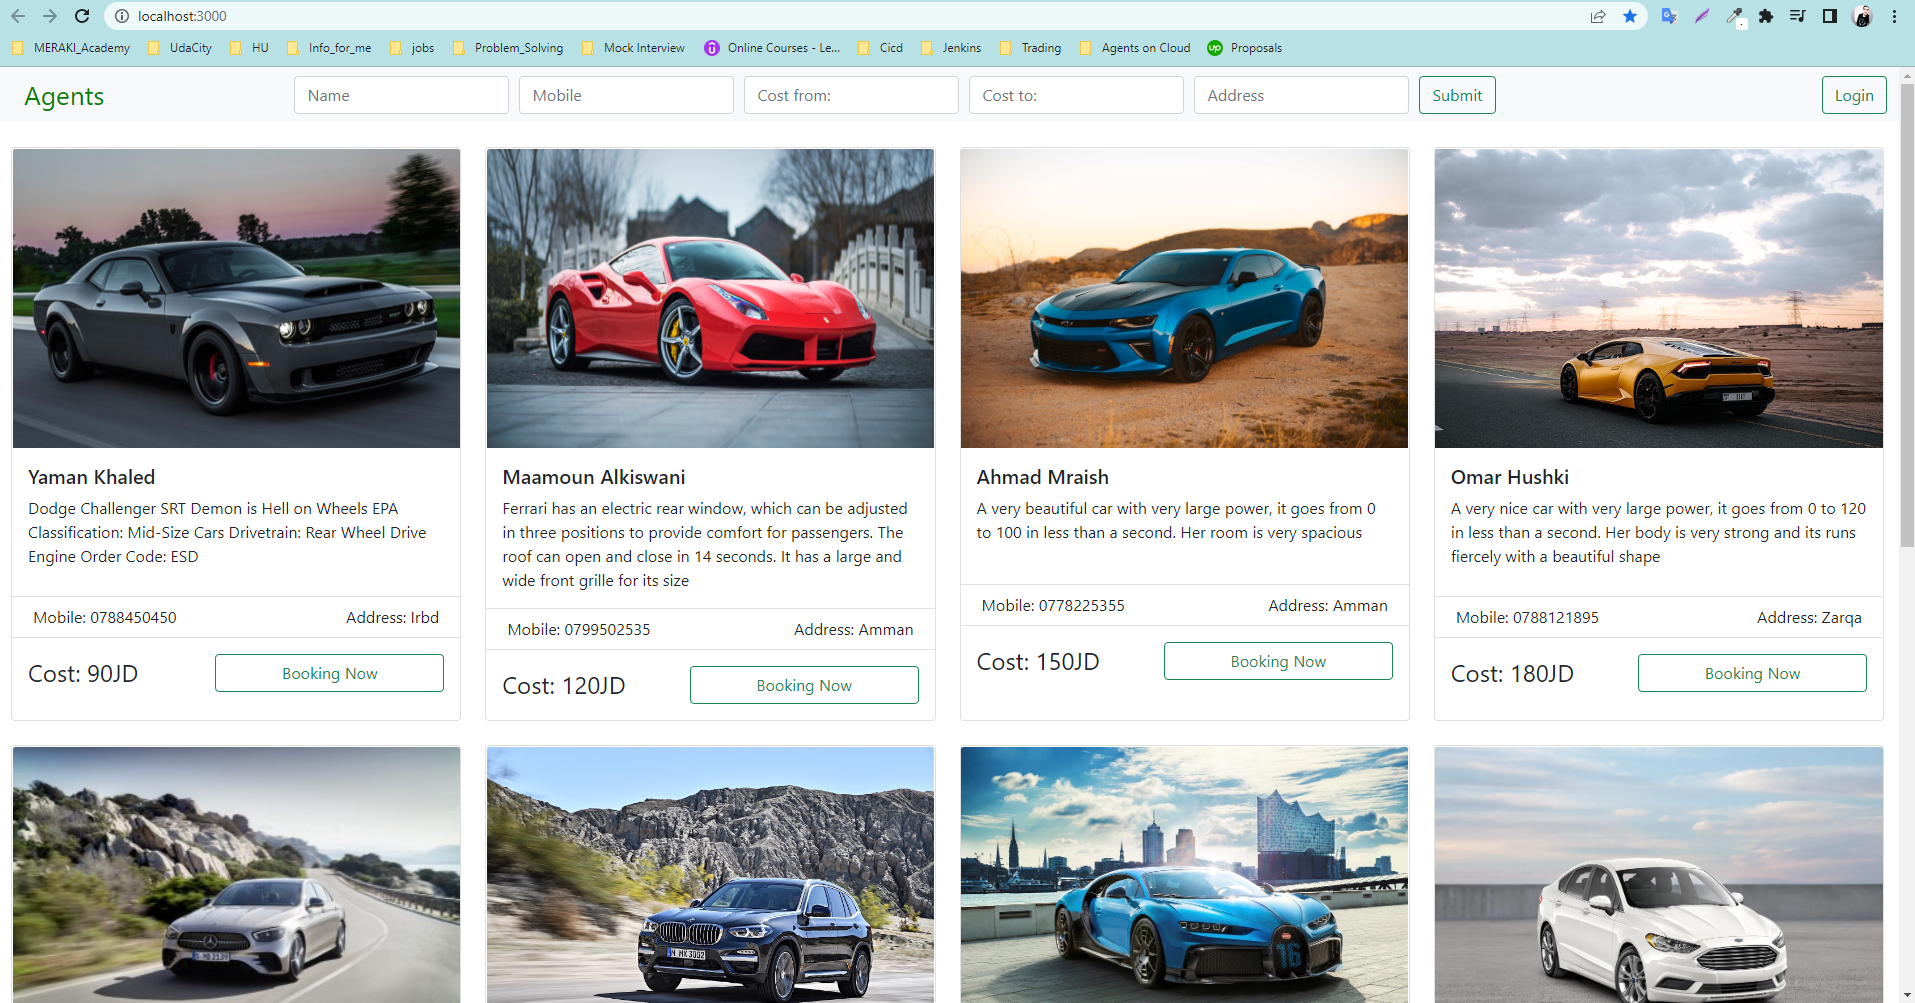 localhost:3000
MERAKI_Academy UdaCity HU Info_for_me jobs Problem_Solving Mock Interview Online Courses - Le... Cicd Jenkins Trading Agents on Cloud up Proposals
Agents Name Mobile Cost from: Cost to: Address Submit Login
Yaman Khaled
Dodge Challenger SRT Demon is Hell on Wheels EPA
Classification: Mid-Size Cars Drivetrain: Rear Wheel Drive
Engine Order Code: ESD
Mobile: 0788450450 Address: Irbd
Cost: 90JD Booking Now
Maamoun Alkiswani
Ferrari has an electric rear window, which can be adjusted
in three positions to provide comfort for passengers. The
roof can open and close in 14 seconds. It has a large and
wide front grille for its size
Mobile: 0799502535 Address: Amman
Cost: 120JD Booking Now
Ahmad Mraish
A very beautiful car with very large power, it goes from 0
to 100 in less than a second. Her room is very spacious
Mobile: 0778225355 Address: Amman
Cost: 150JD Booking Now
Omar Hushki
A very nice car with very large power, it goes from 0 to 120
in less than a second. Her body is very strong and its runs
fiercely with a beautiful shape
Mobile: 0788121895 Address: Zarqa
Cost: 180JD Booking Now
16